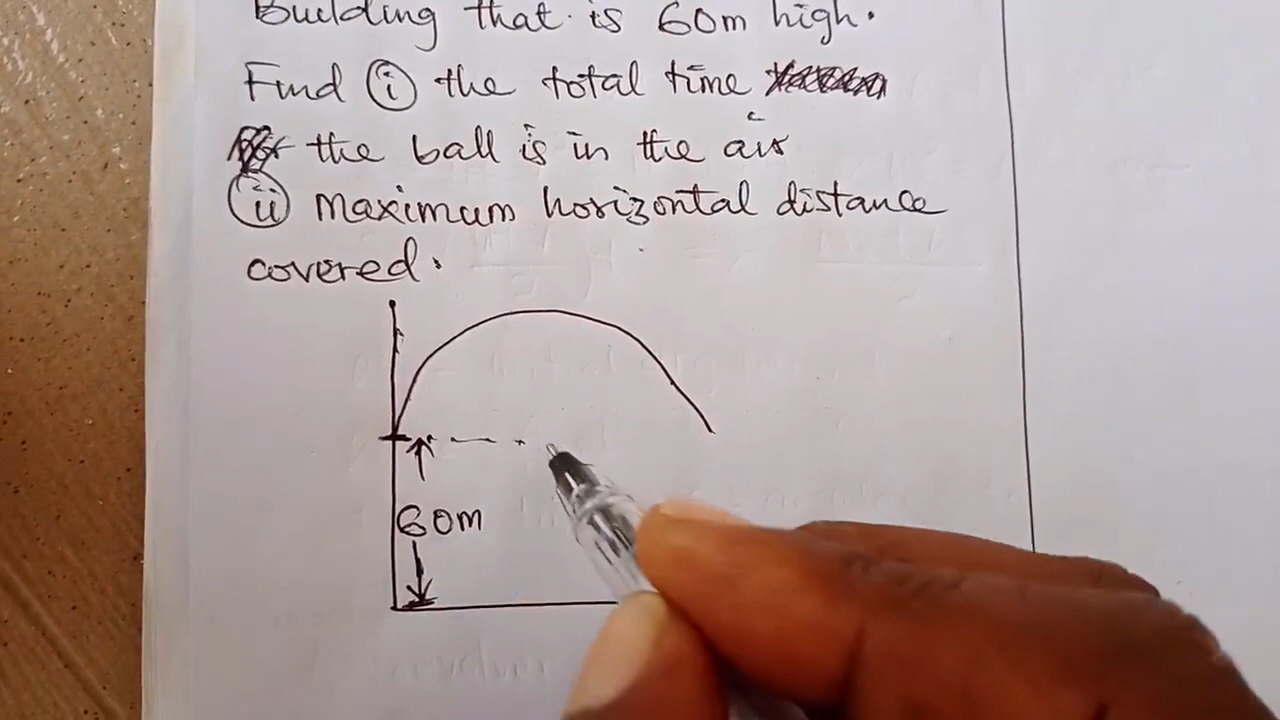 Building that is 60m high.
Find (i) the total time
the ball is in the air
(ii) maximum horizontal distance
covered.
60m